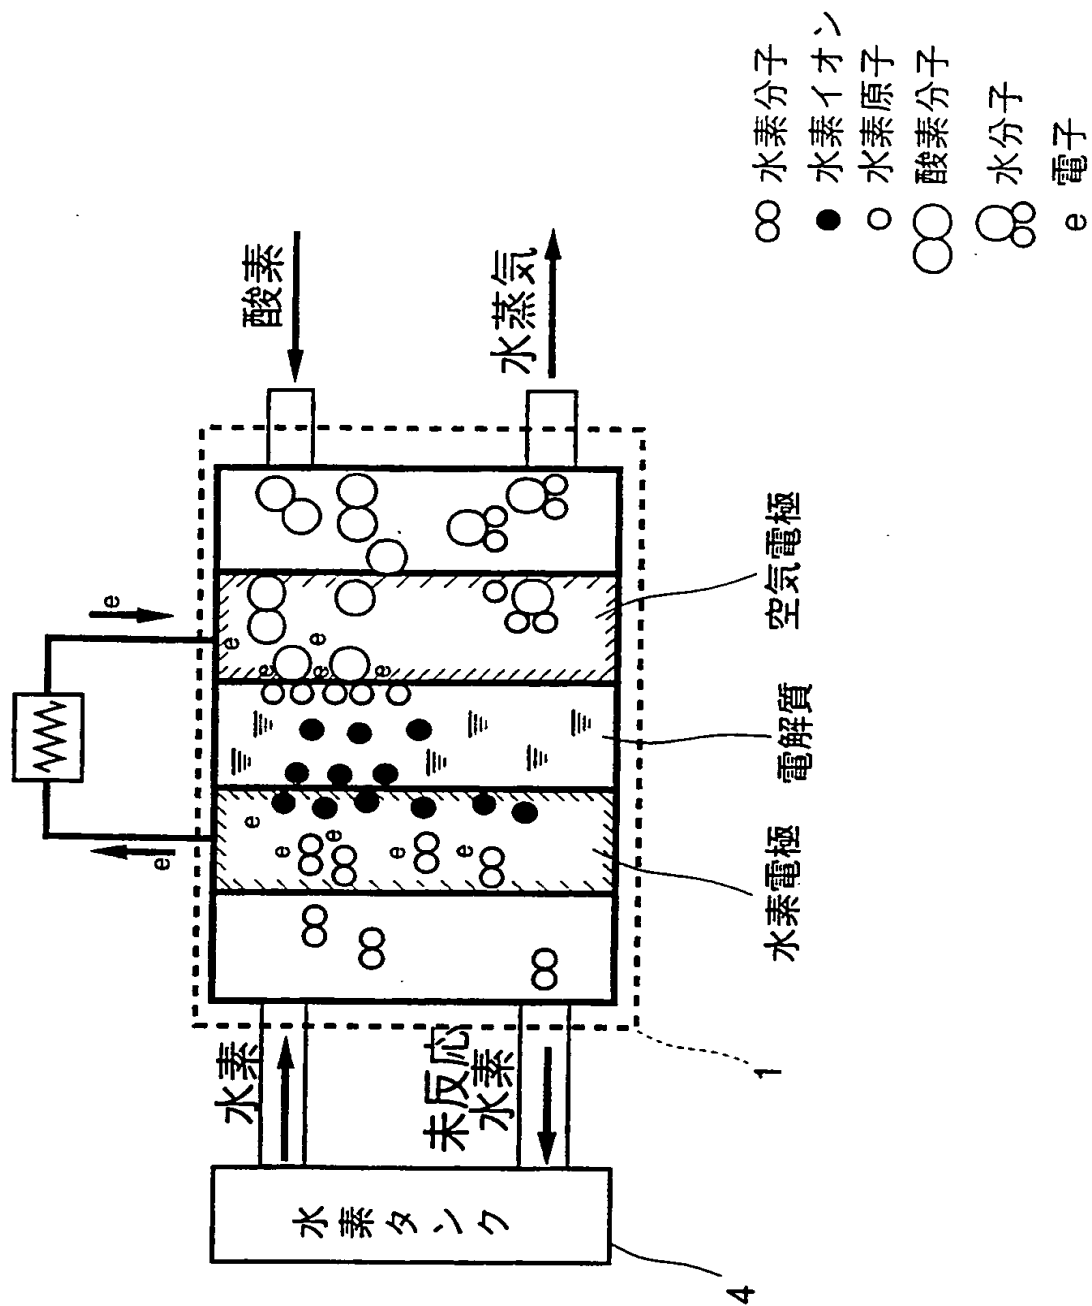 e
e
水素
酸素
水素タンク
e
e
e
e
e
e
e
e
e
e
未反応
水素
水蒸気
4
1
水素電極
電解質
空気電極
水素分子
水素イオン
水素原子
酸素分子
水分子
e 電子